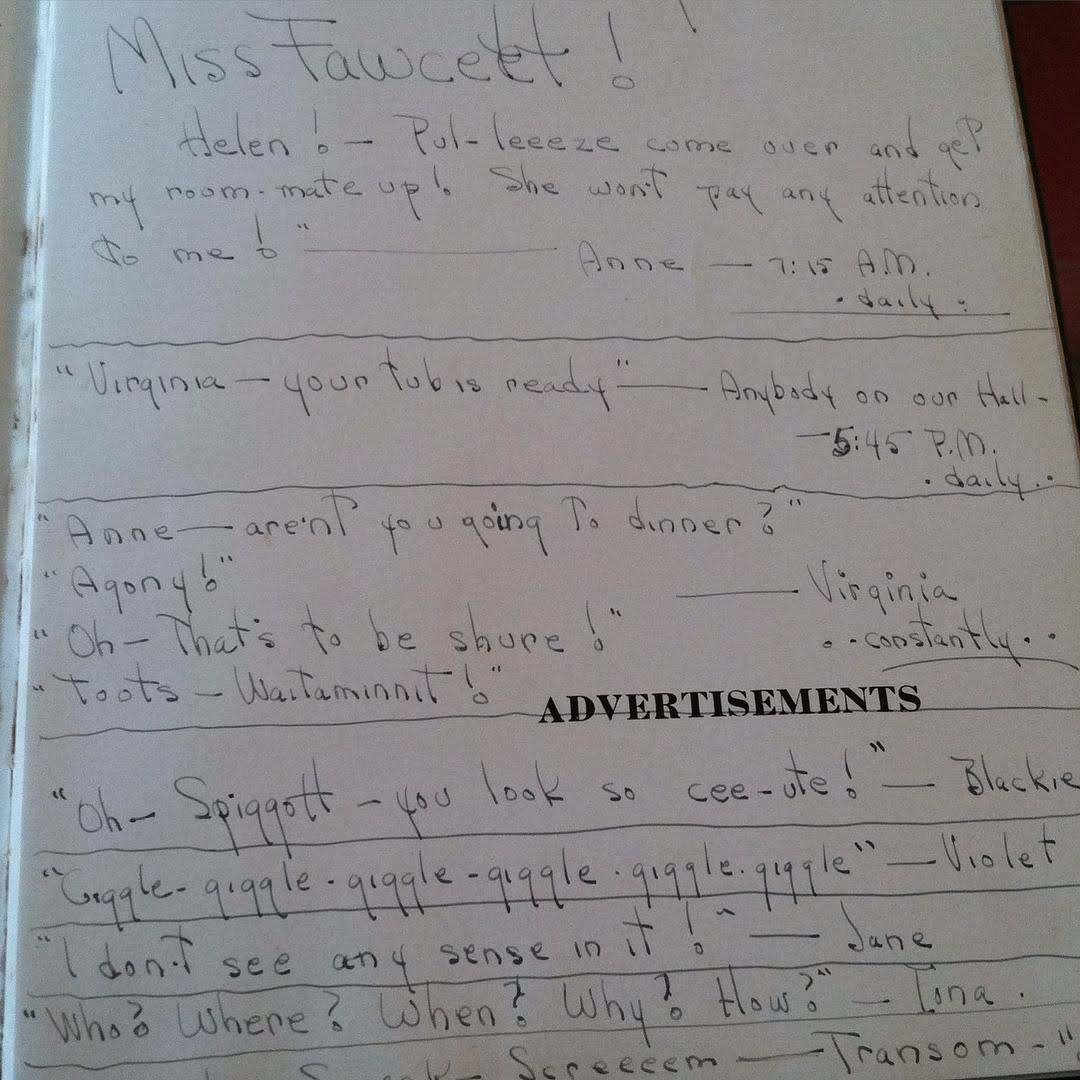 Miss Fawcett!
Helen! — Pul-leeeze come over and get
my room-mate up! She won't pay any attention
to me!" — Anne — 7:15 A.M.
. daily .
"Virginia — your tub is ready" — Anybody on our Hall -
— 5:45 P.M.
. daily . .
"Anne — aren't you going to dinner?"
"Agony!"
— Virginia
"Oh — That's to be shure!"
. . constantly . .
"Toots — Waitaminnit!"
ADVERTISEMENTS
"Oh — Spiggott — you look so cee-ute!" — Blackie
"Giggle - giggle - giggle - giggle . giggle . giggle" — Violet
"I don't see any sense in it!" — Jane
"Who? Where? When? Why? How?" — Tona .
Screeeem — Transom - "